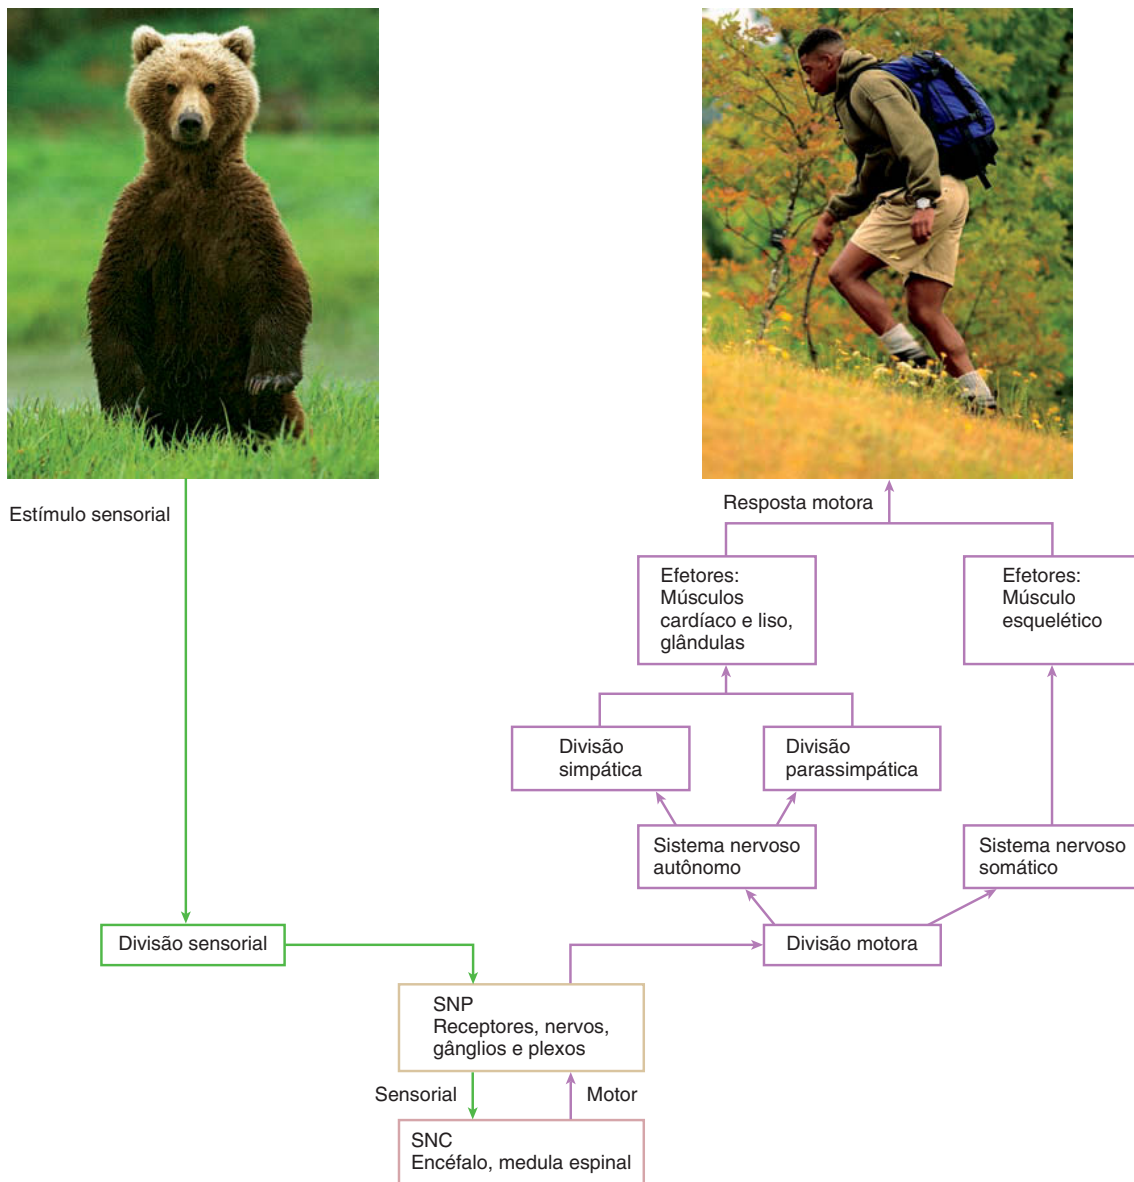 Estímulo sensorial
Resposta motora
Efetores:
Músculos
cardíaco e liso,
glândulas
Efetores:
Músculo
esquelético
Divisão
simpática
Divisão
parassimpática
Sistema nervoso
autônomo
Sistema nervoso
somático
Divisão sensorial
Divisão motora
SNP
Receptores, nervos,
gânglios e plexos
Sensorial
Motor
SNC
Encéfalo, medula espinal